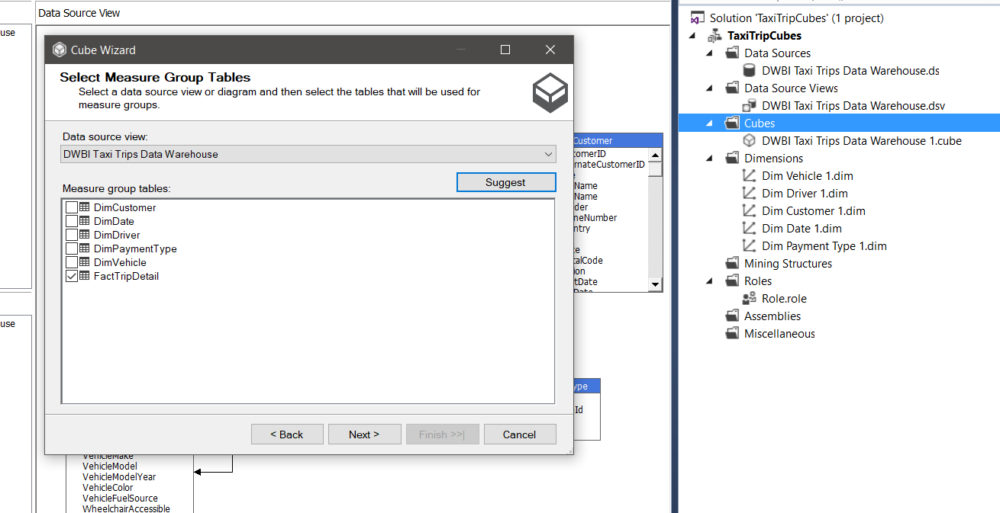 Data Source View
use
Cube Wizard
Select Measure Group Tables
Select a data source view or diagram and then select the tables that will be used for
measure groups.
Data source view:
DWBI Taxi Trips Data Warehouse
Suggest
Measure group tables:
DimCustomer
DimDate
DimDriver
DimPaymentType
DimVehicle
FactTripDetail
< Back
Next >
Finish >>|
Cancel
Customer
tomerID
rnateCustomerID
Name
Name
der
neNumber
ntry
te
talCode
ion
tDate
Date
ype
Id
use
VehicleMake
VehicleModel
VehicleModelYear
VehicleColor
VehicleFuelSource
WheelchairAccessible
Solution 'TaxiTripCubes' (1 project)
TaxiTripCubes
Data Sources
DWBI Taxi Trips Data Warehouse.ds
Data Source Views
DWBI Taxi Trips Data Warehouse.dsv
Cubes
DWBI Taxi Trips Data Warehouse 1.cube
Dimensions
Dim Vehicle 1.dim
Dim Driver 1.dim
Dim Customer 1.dim
Dim Date 1.dim
Dim Payment Type 1.dim
Mining Structures
Roles
Role.role
Assemblies
Miscellaneous